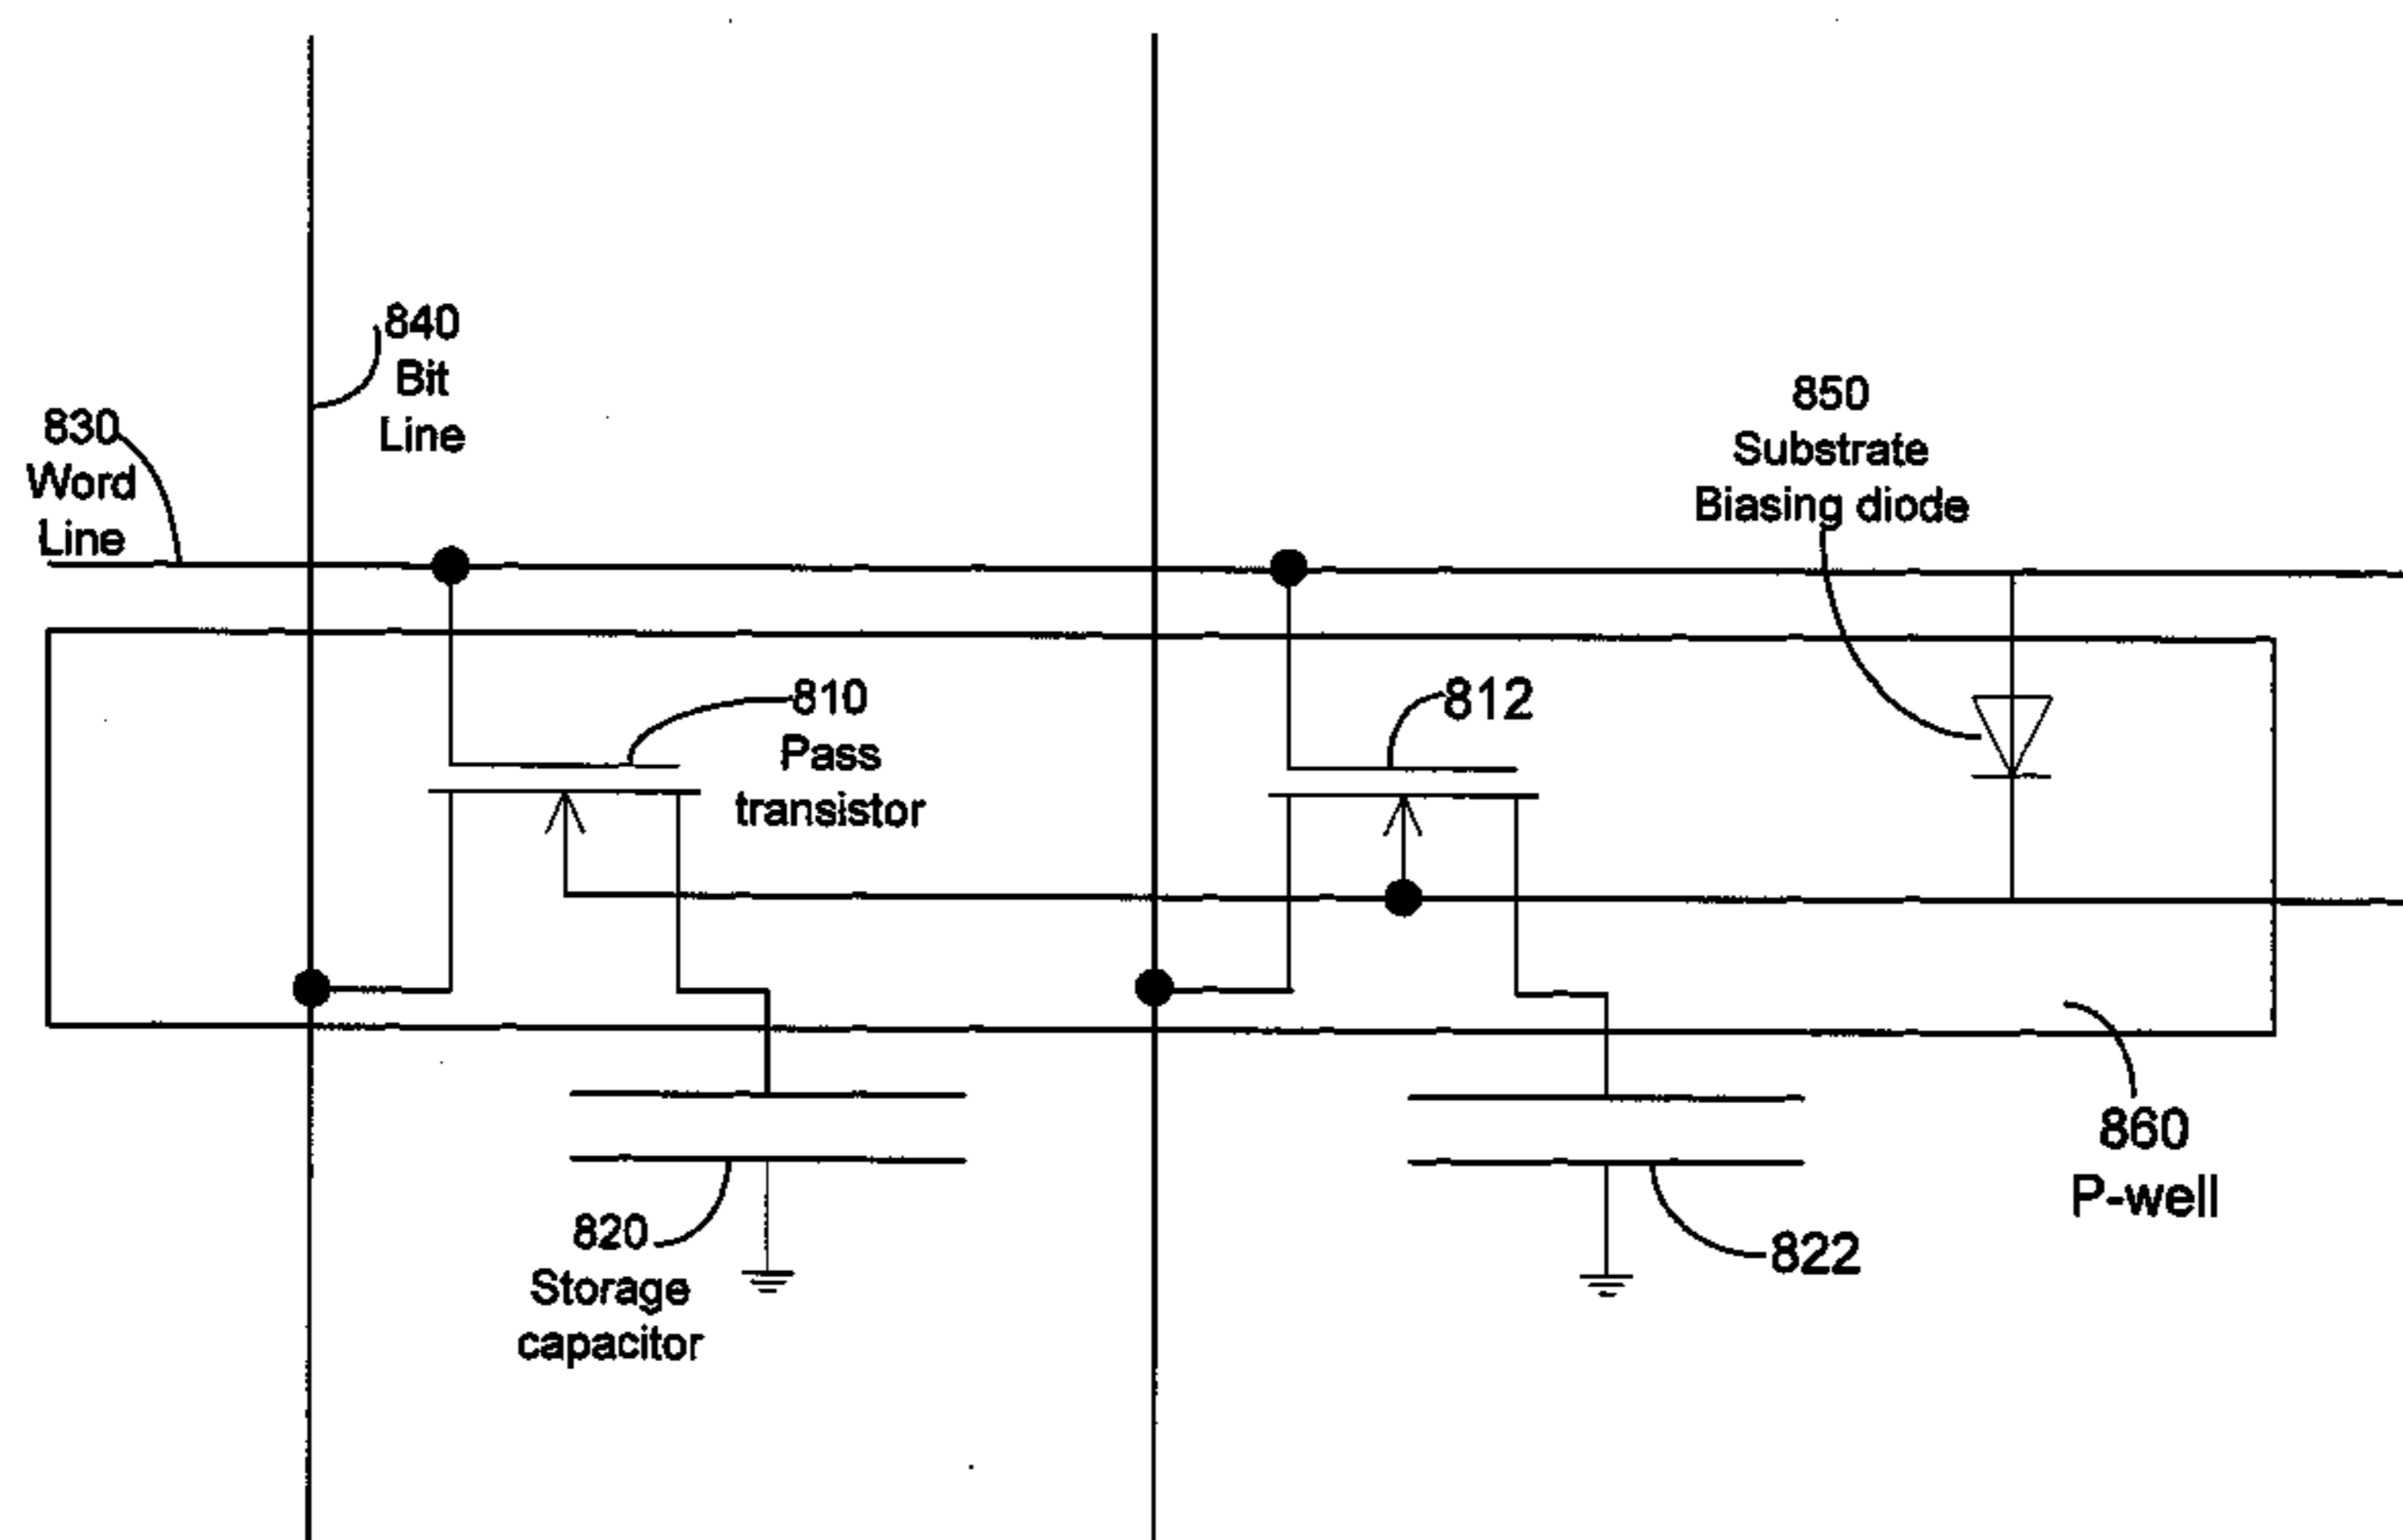 840
Bit
Line
830
Word
Line
850
Substrate
Biasing diode
810
Pass
transistor
812
860
P-well
820
Storage
capacitor
822